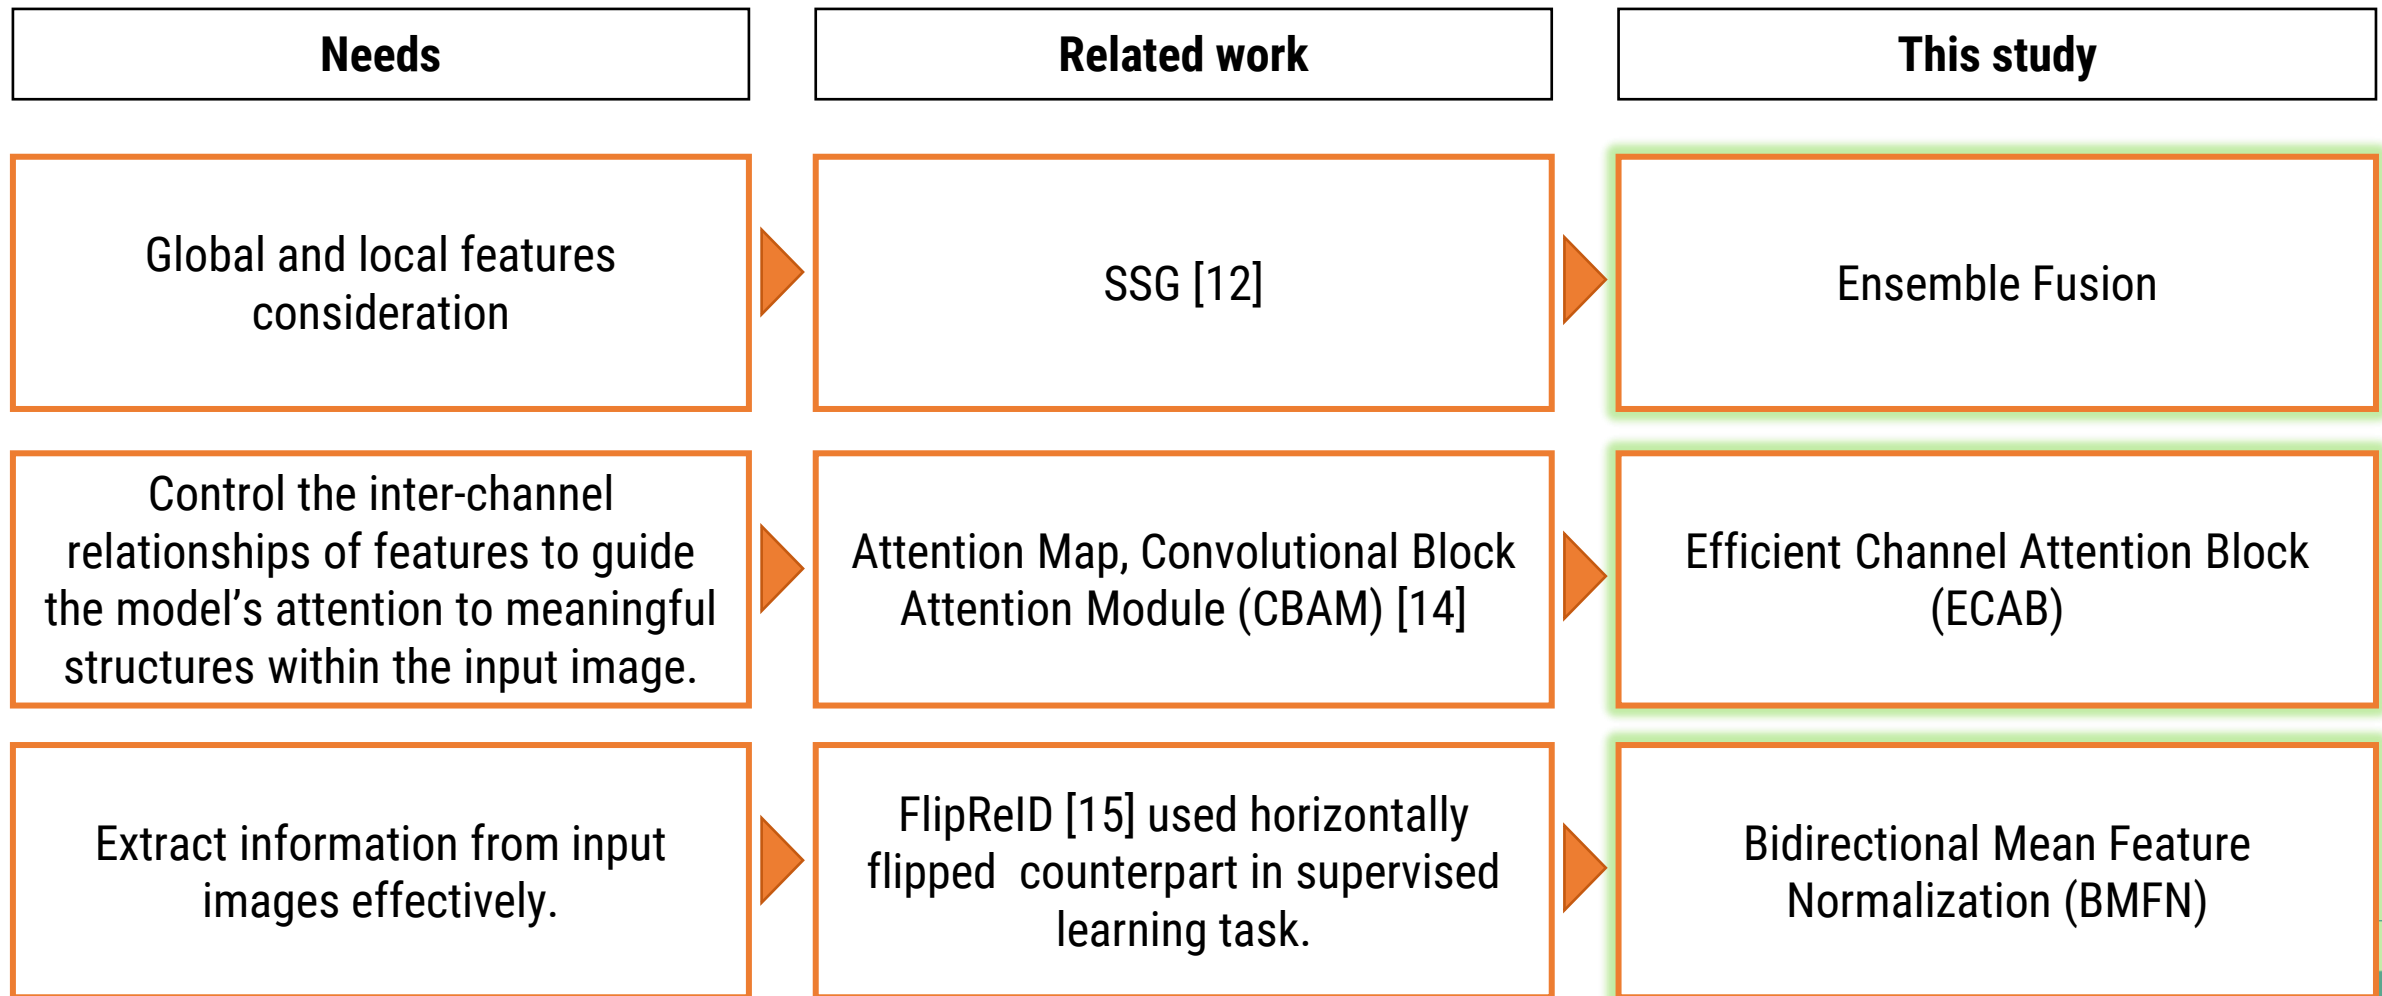 Needs
Related work
This study
Global and local features
consideration
SSG [12]
Ensemble Fusion
Control the inter-channel
relationships of features to guide
the model’s attention to meaningful
structures within the input image.
Attention Map, Convolutional Block
Attention Module (CBAM) [14]
Efficient Channel Attention Block
(ECAB)
Extract information from input
images effectively.
FlipReID [15] used horizontally
flipped  counterpart in supervised
learning task.
Bidirectional Mean Feature
Normalization (BMFN)